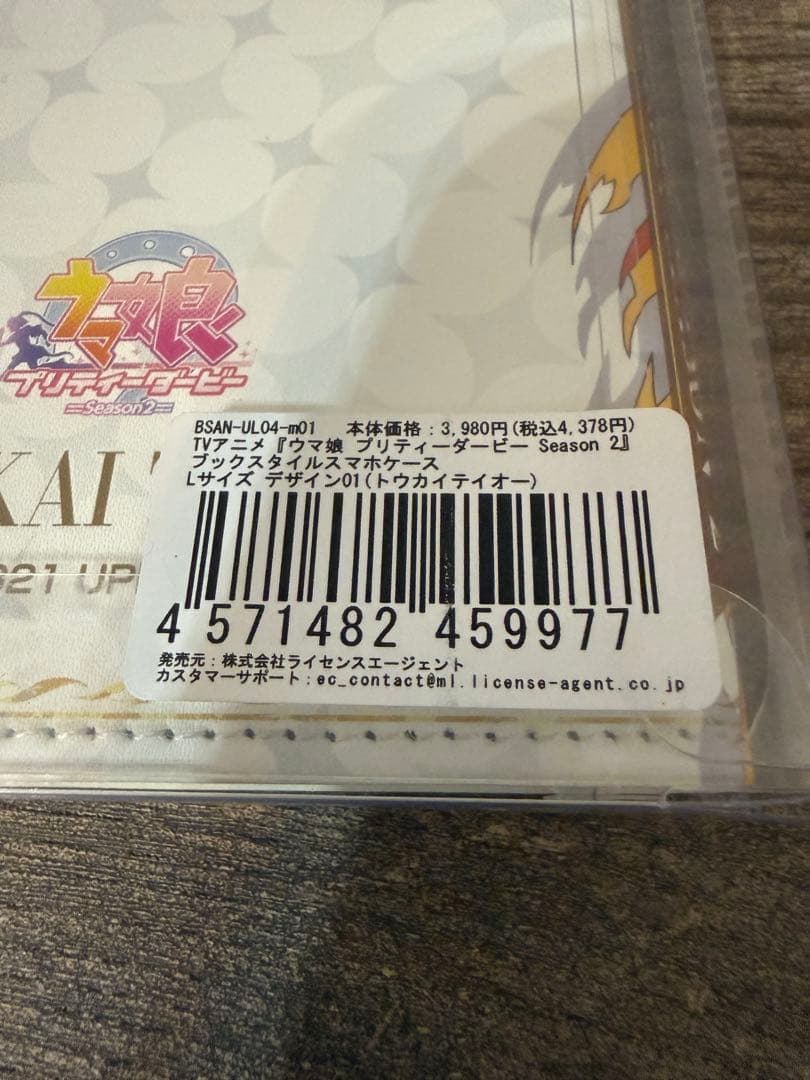 ウマ娘
プリティーダービー
=Season2=
KAI T
021 UP
BSAN-UL04-m01 本体価格:3,980円(税込4,378円)
TVアニメ『ウマ娘 プリティーダービー Season 2』
ブックスタイルスマホケース
Lサイズ デザイン01(トウカイテイオー)
4 571482 459977
発売元:株式会社ライセンスエージェント
カスタマーサポート:ec_contact@ml.license-agent.co.jp